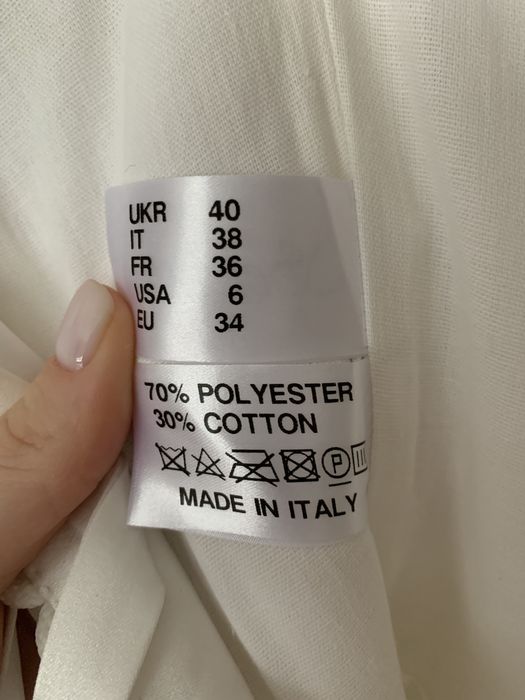 UKR 40
IT 38
FR 36
USA 6
EU 34
70% POLYESTER
30% COTTON
P
MADE IN ITALY